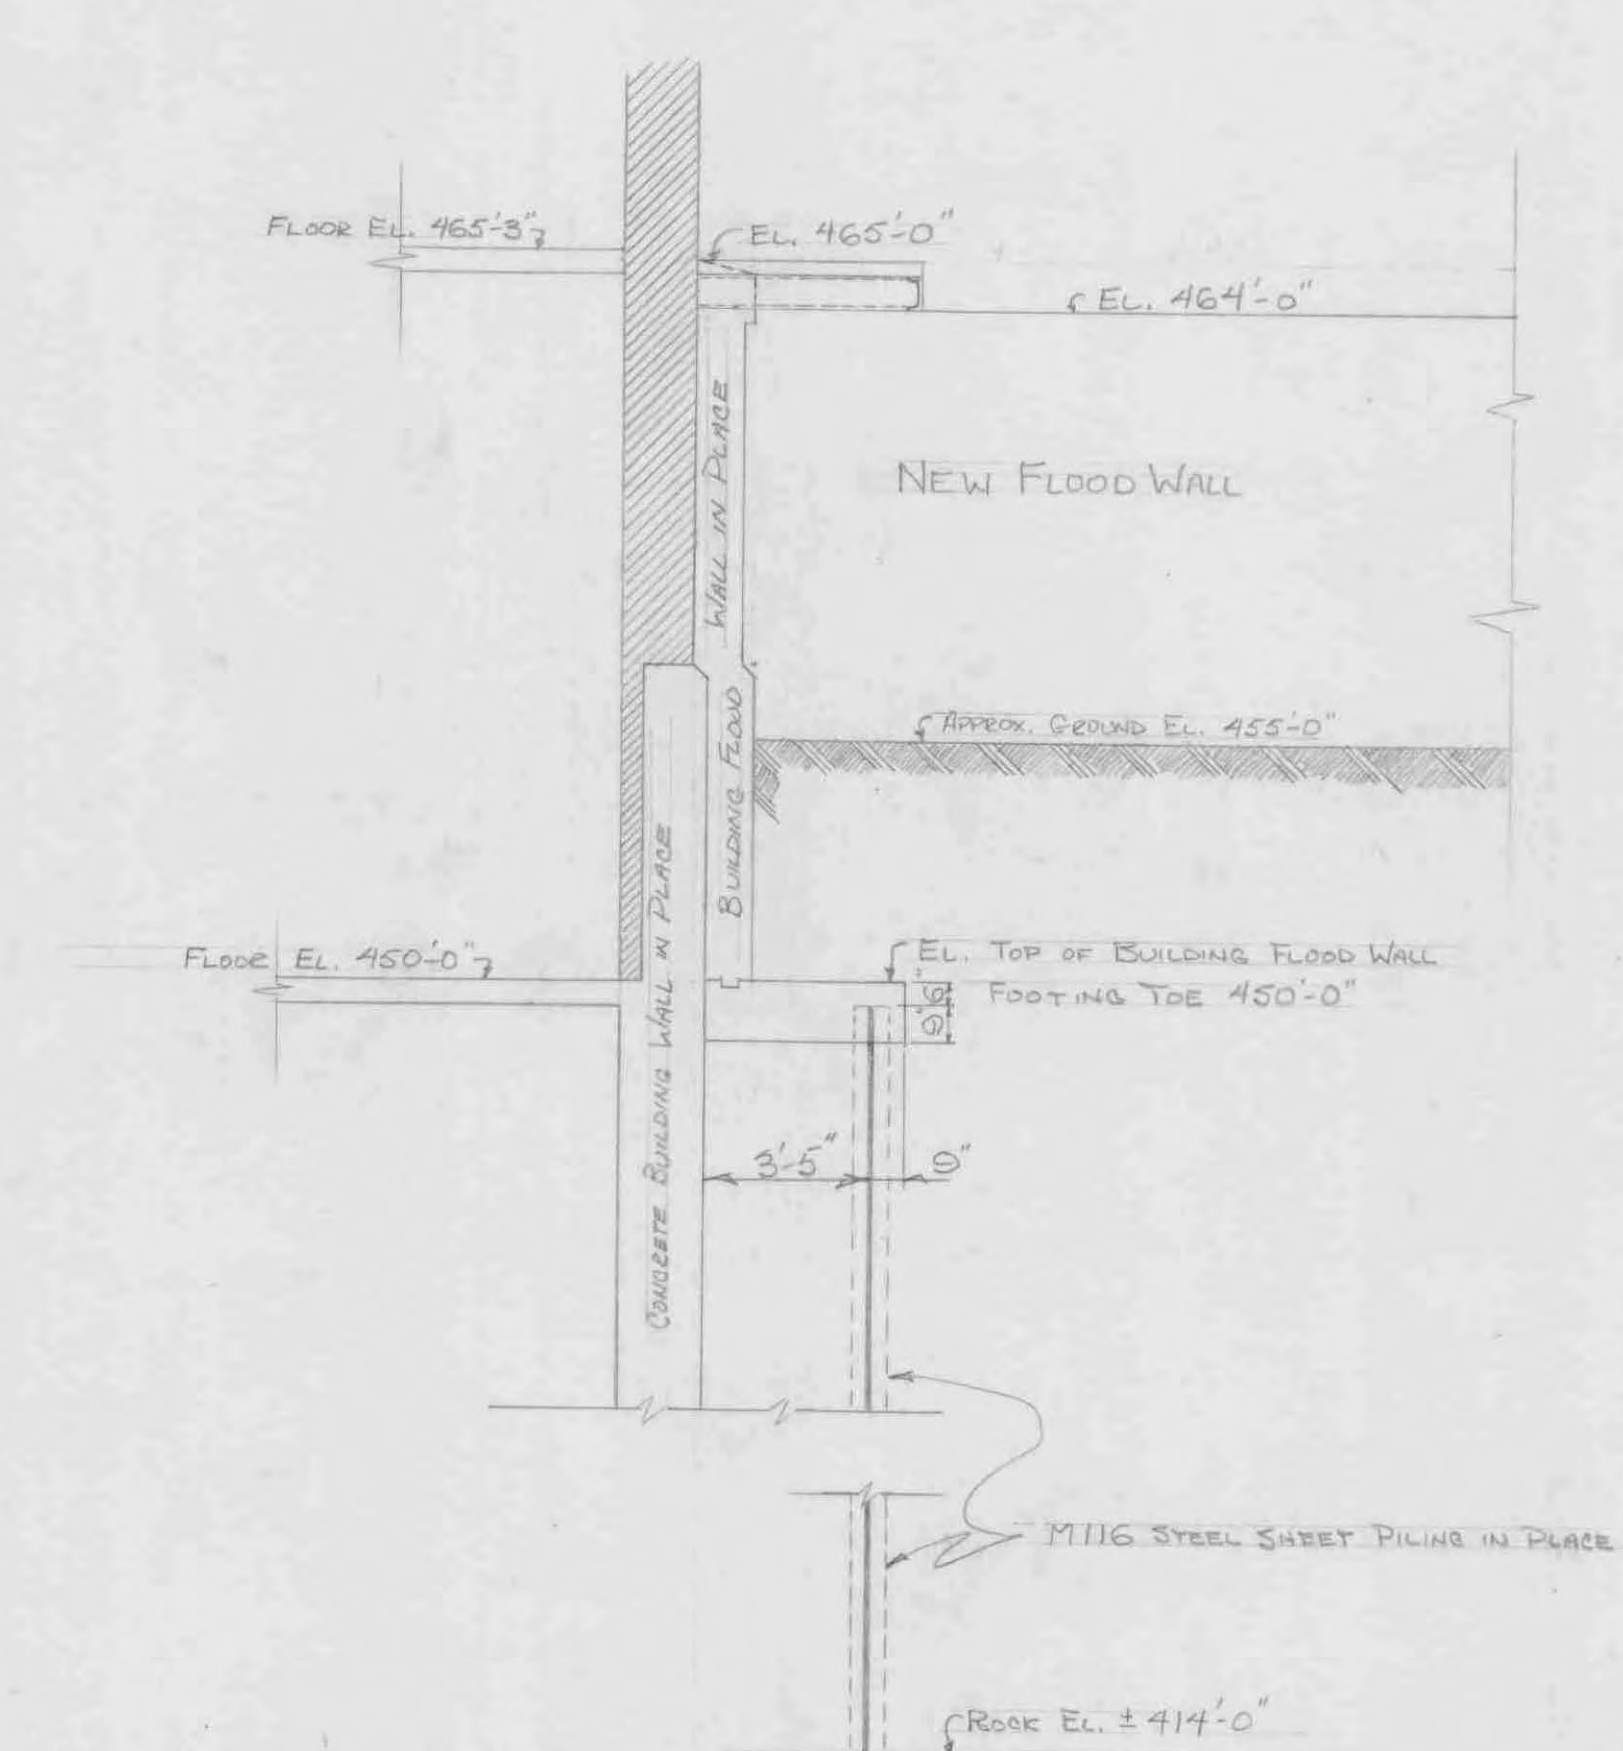 FLOOR EL. 465'-3"
EL. 465'-0"
EL. 464'-0"
WALL IN PLACE
NEW FLOOD WALL
BUILDING FLOOD
APPROX. GROUND EL. 455'-0"
CONCRETE BUILDING WALL IN PLACE
FLOOR EL. 450'-0"
EL. TOP OF BUILDING FLOOD WALL
FOOTING TOE 450'-0"
6"
9"
3'-5"
9"
M116 STEEL SHEET PILING IN PLACE
ROCK EL. ± 414'-0"